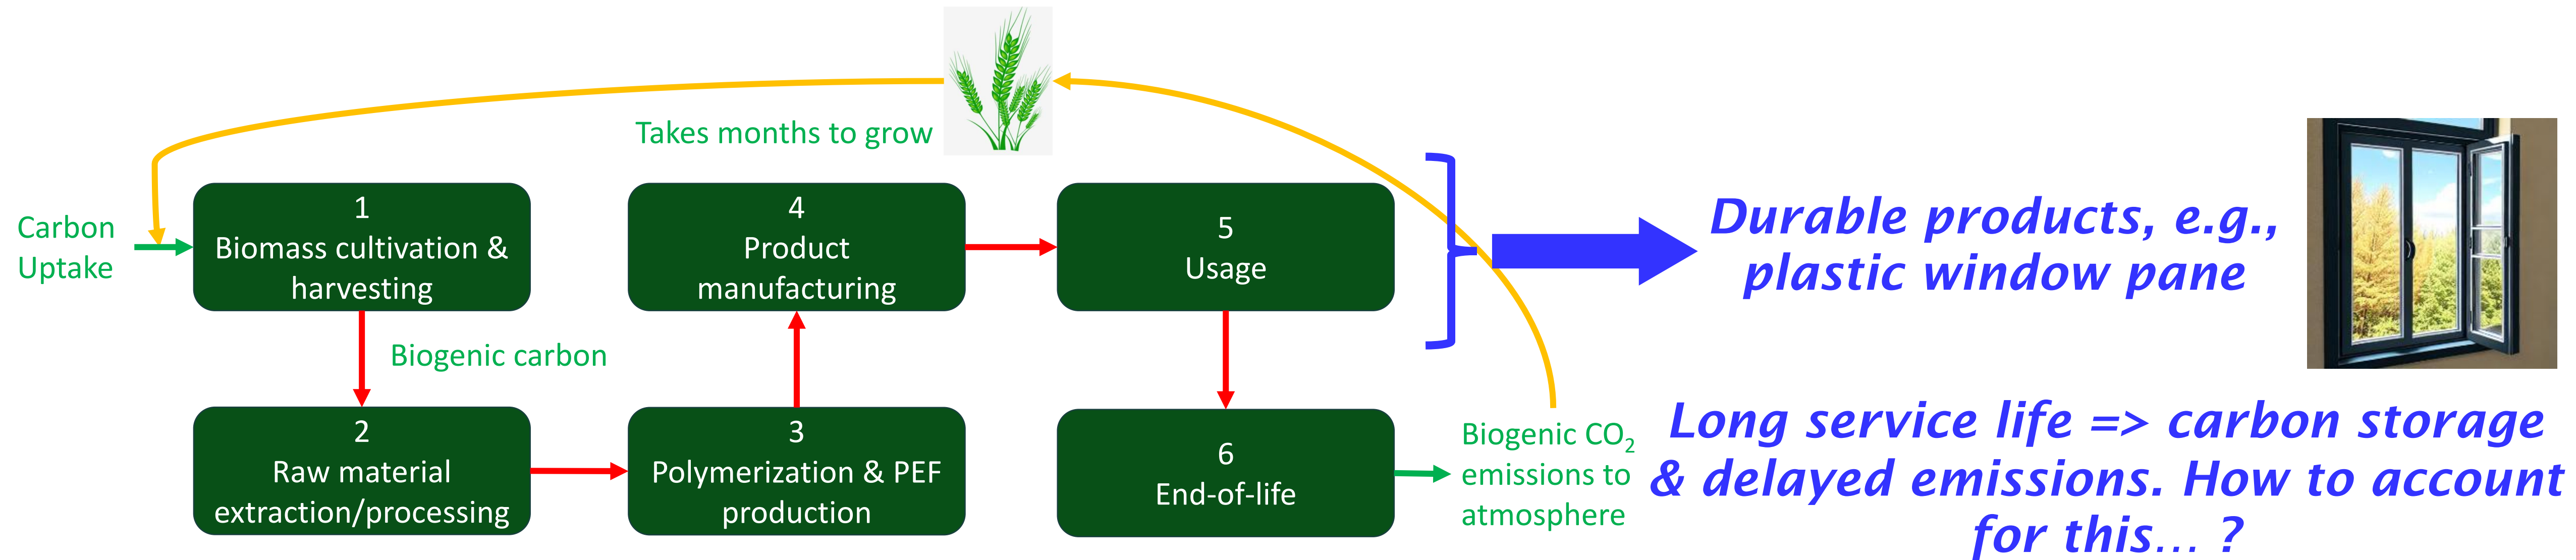 Takes months to grow
Carbon
Uptake
1
Biomass cultivation &
harvesting
Biogenic carbon
2
Raw material
extraction/processing
3
Polymerization & PEF
production
4
Product
manufacturing
5
Usage
6
End-of-life
Biogenic CO₂
emissions to
atmosphere
Durable products, e.g.,
plastic window pane
Long service life => carbon storage
& delayed emissions. How to account
for this... ?